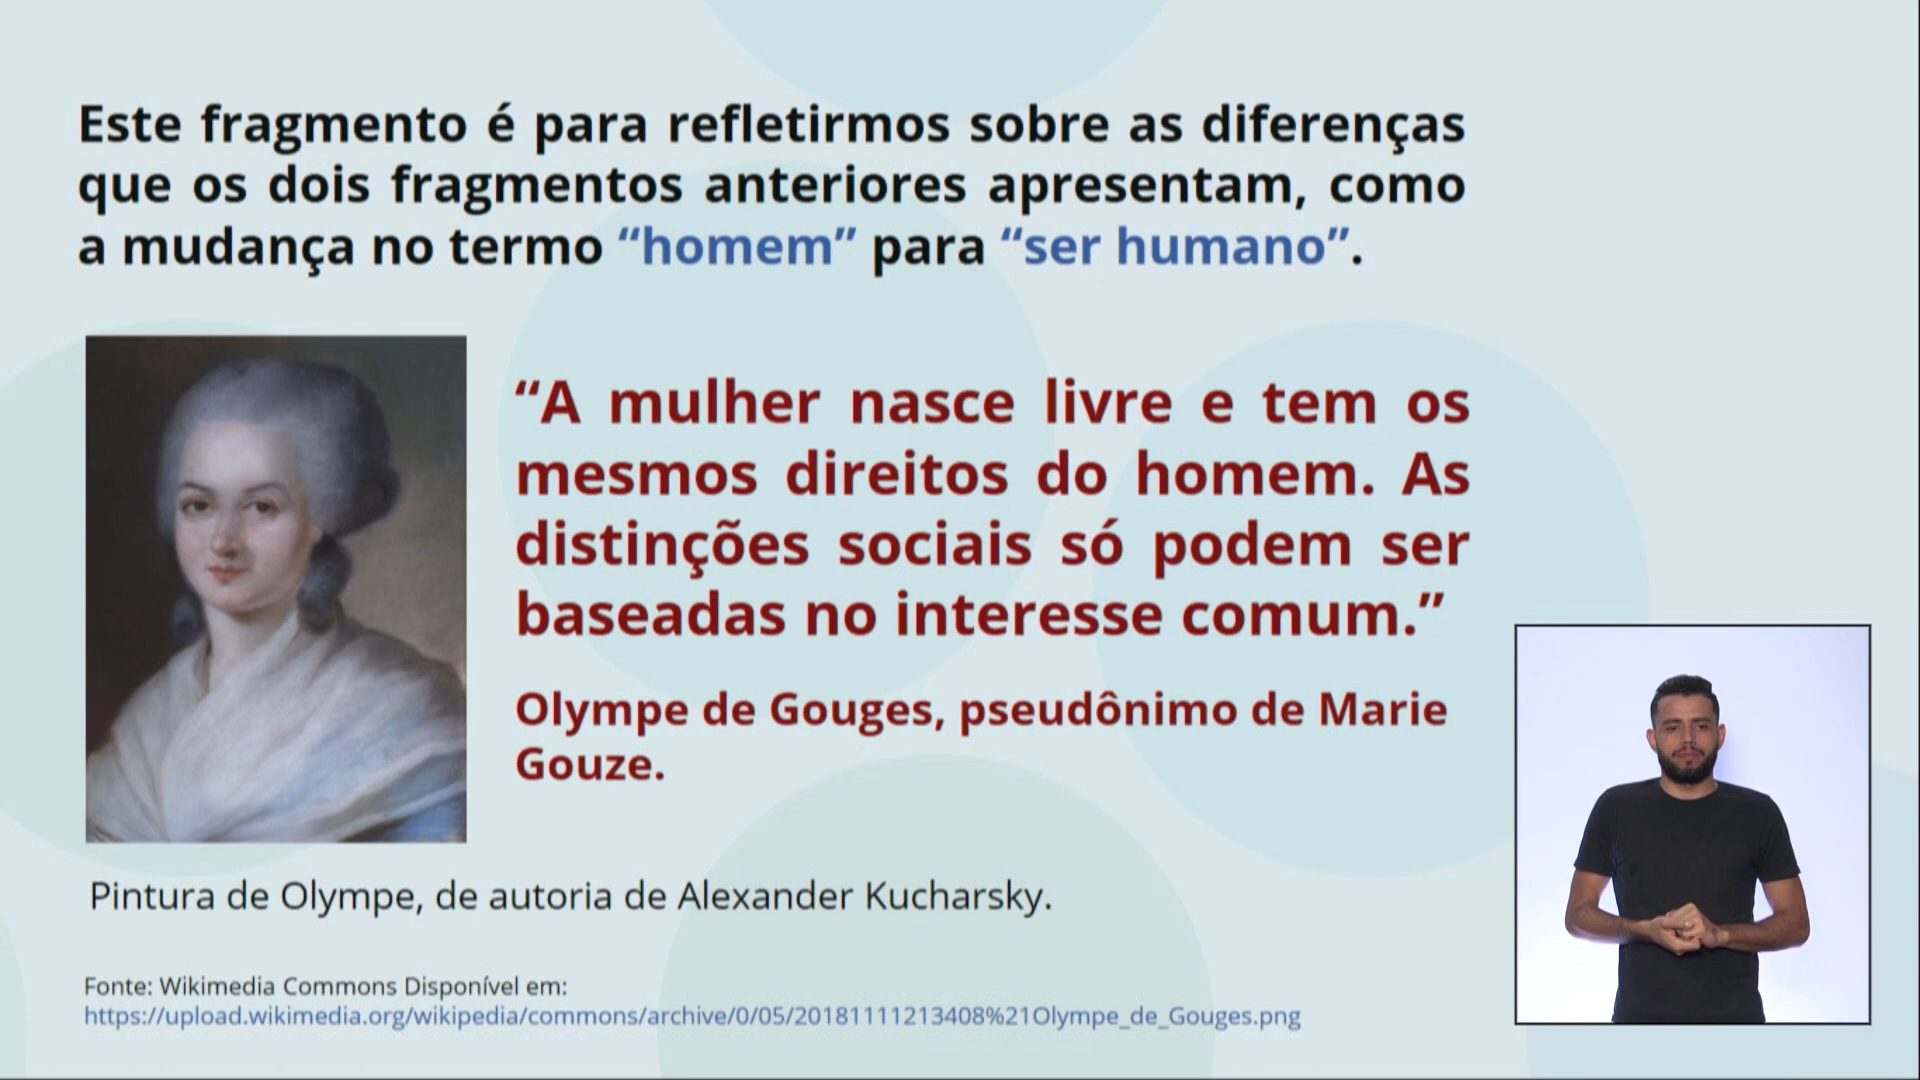 Este fragmento é para refletirmos sobre as diferenças
que os dois fragmentos anteriores apresentam, como
a mudança no termo “homem” para “ser humano”.
“A mulher nasce livre e tem os
mesmos direitos do homem. As
distinções sociais só podem ser
baseadas no interesse comum.”
Olympe de Gouges, pseudônimo de Marie
Gouze.
Pintura de Olympe, de autoria de Alexander Kucharsky.
Fonte: Wikimedia Commons Disponível em:
https://upload.wikimedia.org/wikipedia/commons/archive/0/05/20181111213408%21Olympe_de_Gouges.png